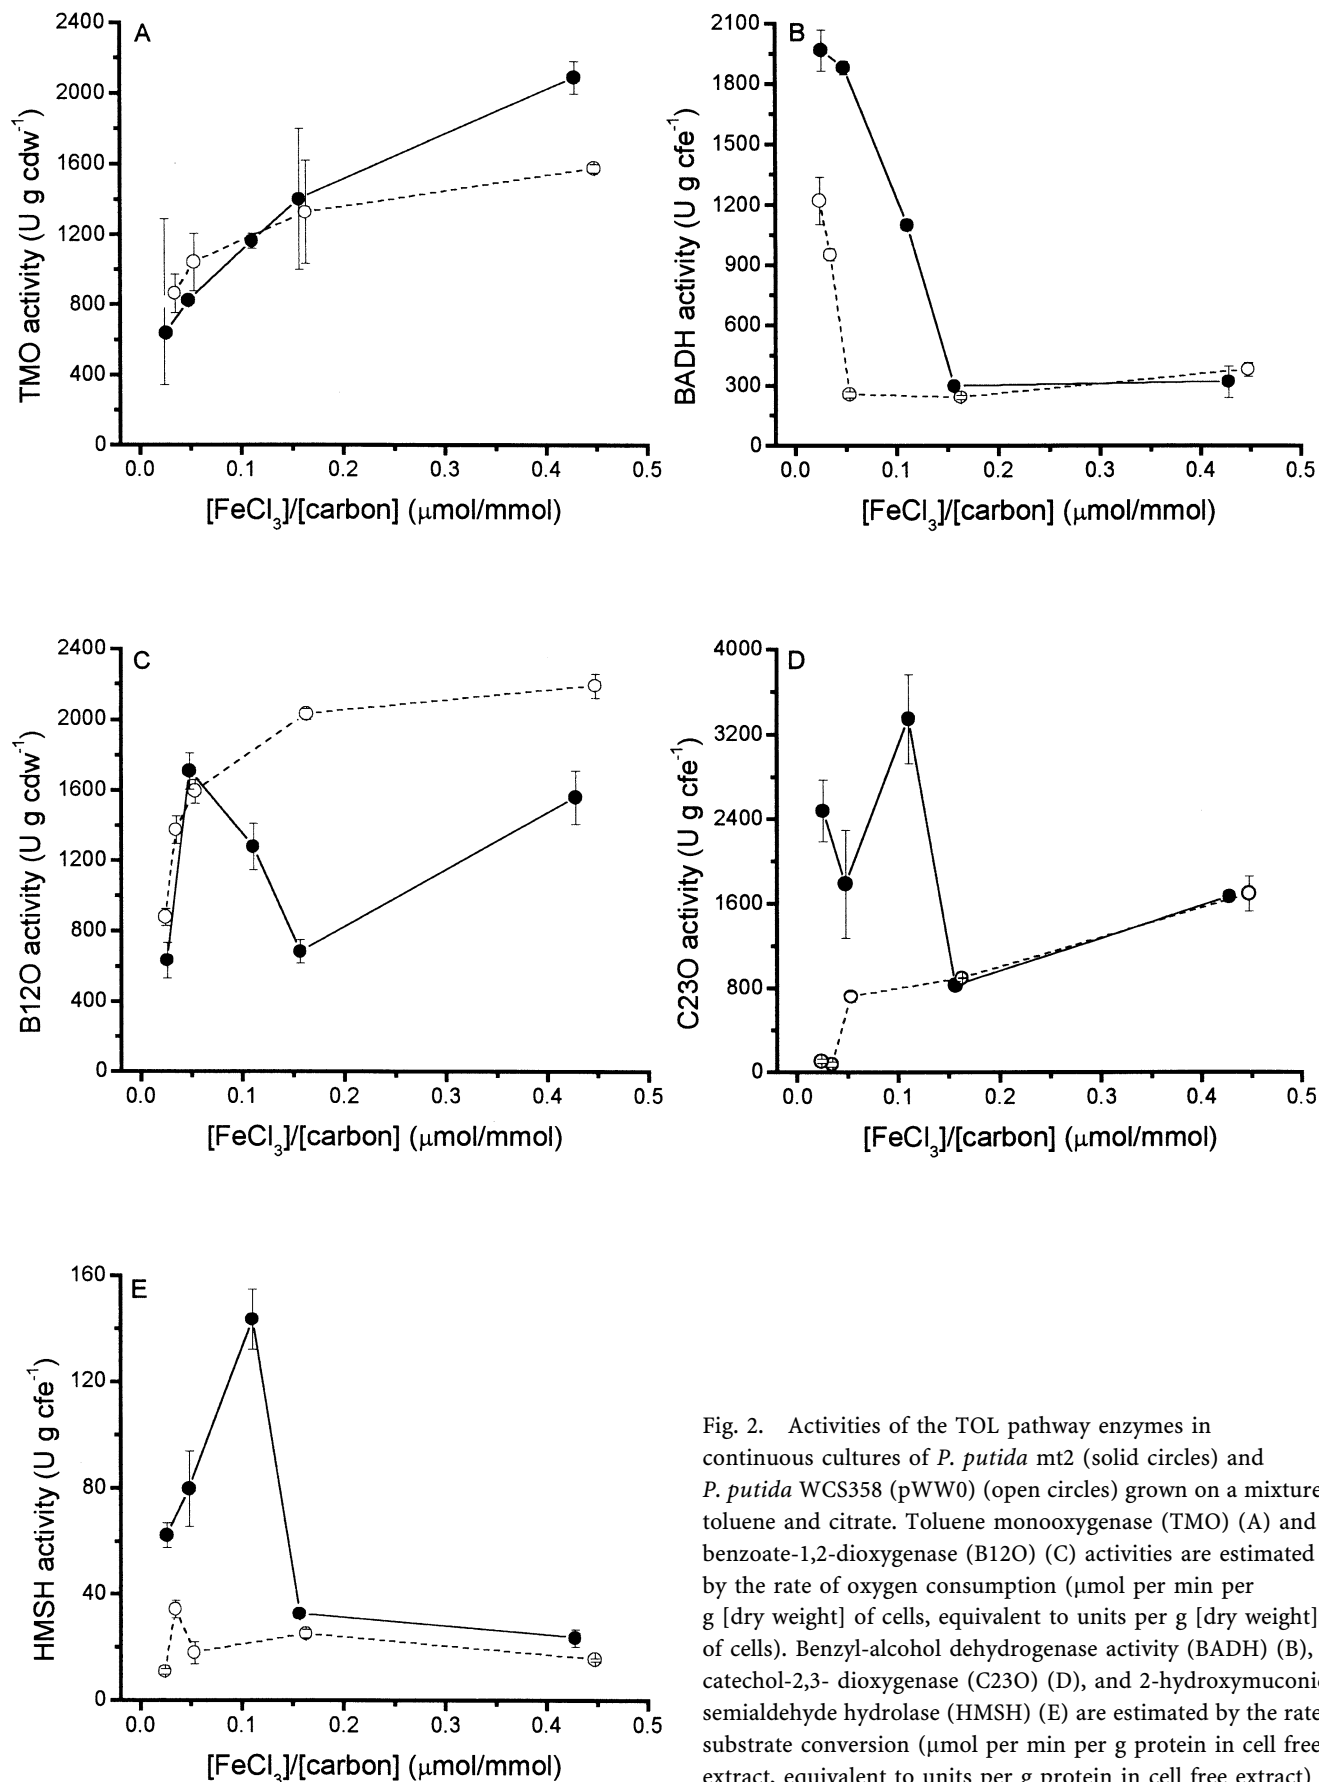 A
2400
2000
1600
1200
800
400
0
TMO activity (U g cdw⁻¹)
0.0 0.1 0.2 0.3 0.4 0.5
[FeCl₃]/[carbon] (μmol/mmol)
B
2100
1800
1500
1200
900
600
300
0
BADH activity (U g cfe⁻¹)
0.0 0.1 0.2 0.3 0.4 0.5
[FeCl₃]/[carbon] (μmol/mmol)
C
2400
2000
1600
1200
800
400
0
B12O activity (U g cdw⁻¹)
0.0 0.1 0.2 0.3 0.4 0.5
[FeCl₃]/[carbon] (μmol/mmol)
D
4000
3200
2400
1600
800
0
C23O activity (U g cfe⁻¹)
0.0 0.1 0.2 0.3 0.4 0.5
[FeCl₃]/[carbon] (μmol/mmol)
E
160
120
80
40
0
HMSH activity (U g cfe⁻¹)
0.0 0.1 0.2 0.3 0.4 0.5
[FeCl₃]/[carbon] (μmol/mmol)
Fig. 2. Activities of the TOL pathway enzymes in
continuous cultures of P. putida mt2 (solid circles) and
P. putida WCS358 (pWW0) (open circles) grown on a mixture
toluene and citrate. Toluene monooxygenase (TMO) (A) and
benzoate-1,2-dioxygenase (B12O) (C) activities are estimated
by the rate of oxygen consumption (μmol per min per
g [dry weight] of cells, equivalent to units per g [dry weight]
of cells). Benzyl-alcohol dehydrogenase activity (BADH) (B),
catechol-2,3- dioxygenase (C23O) (D), and 2-hydroxymuconic
semialdehyde hydrolase (HMSH) (E) are estimated by the rate
substrate conversion (μmol per min per g protein in cell free
extract, equivalent to units per g protein in cell free extract)